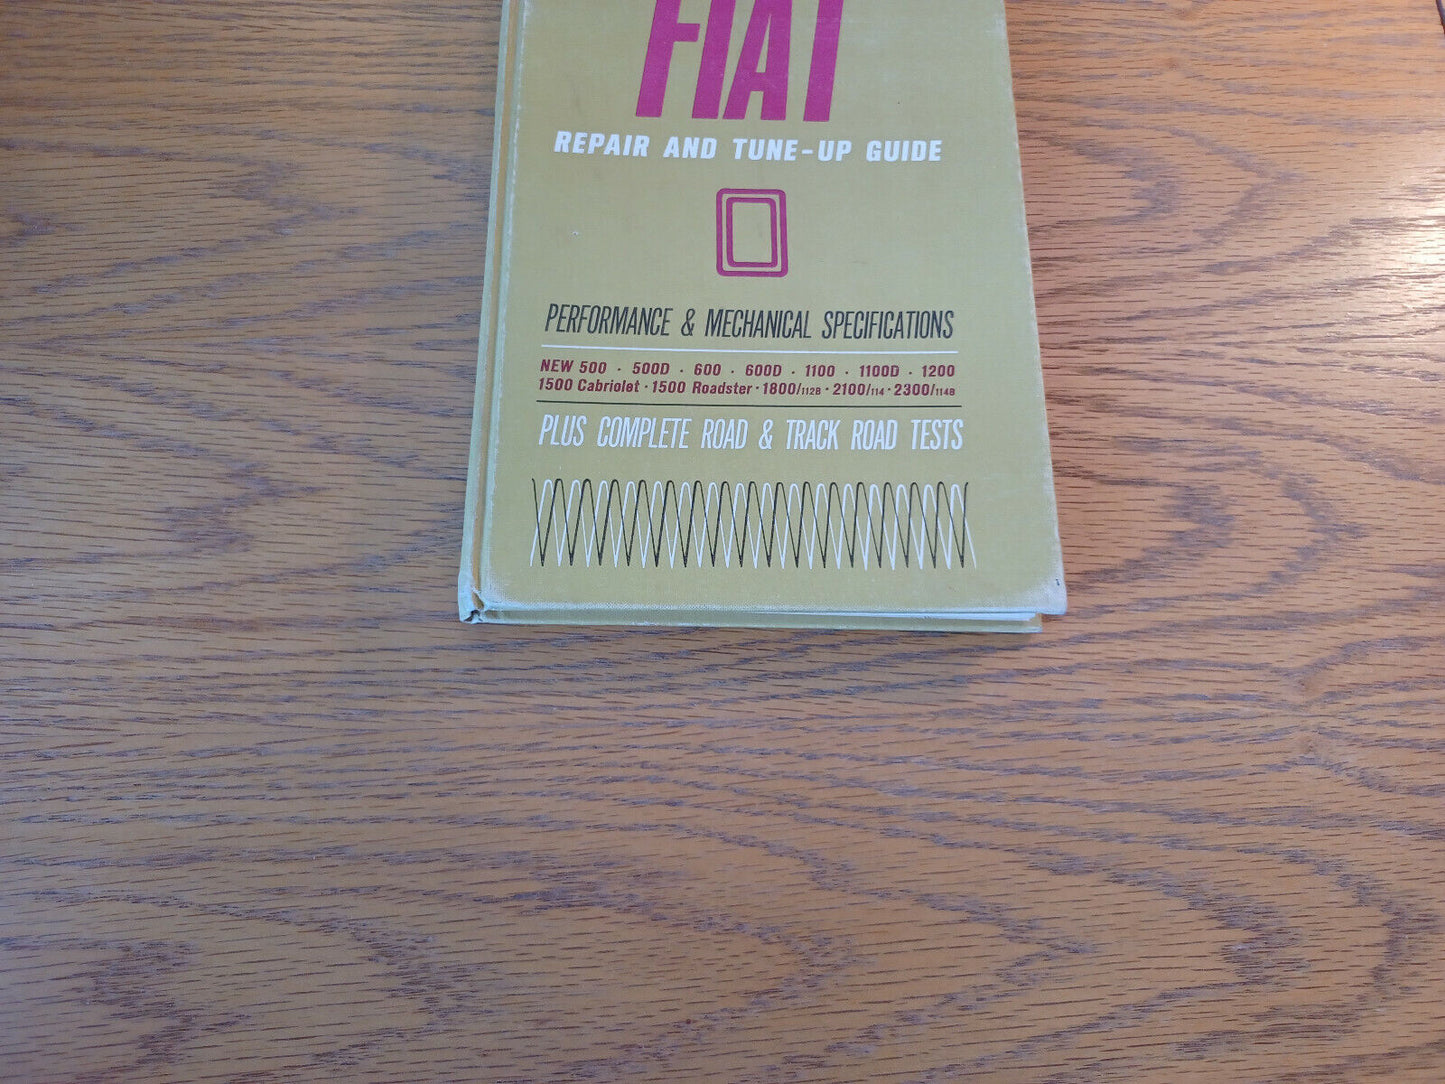 FIAT
REPAIR AND TUNE-UP GUIDE
PERFORMANCE & MECHANICAL SPECIFICATIONS
NEW 500 · 500D · 600 · 600D · 1100 · 1100D · 1200
1500 Cabriolet · 1500 Roadster · 1800/112B · 2100/114 · 2300/114B
PLUS COMPLETE ROAD & TRACK ROAD TESTS